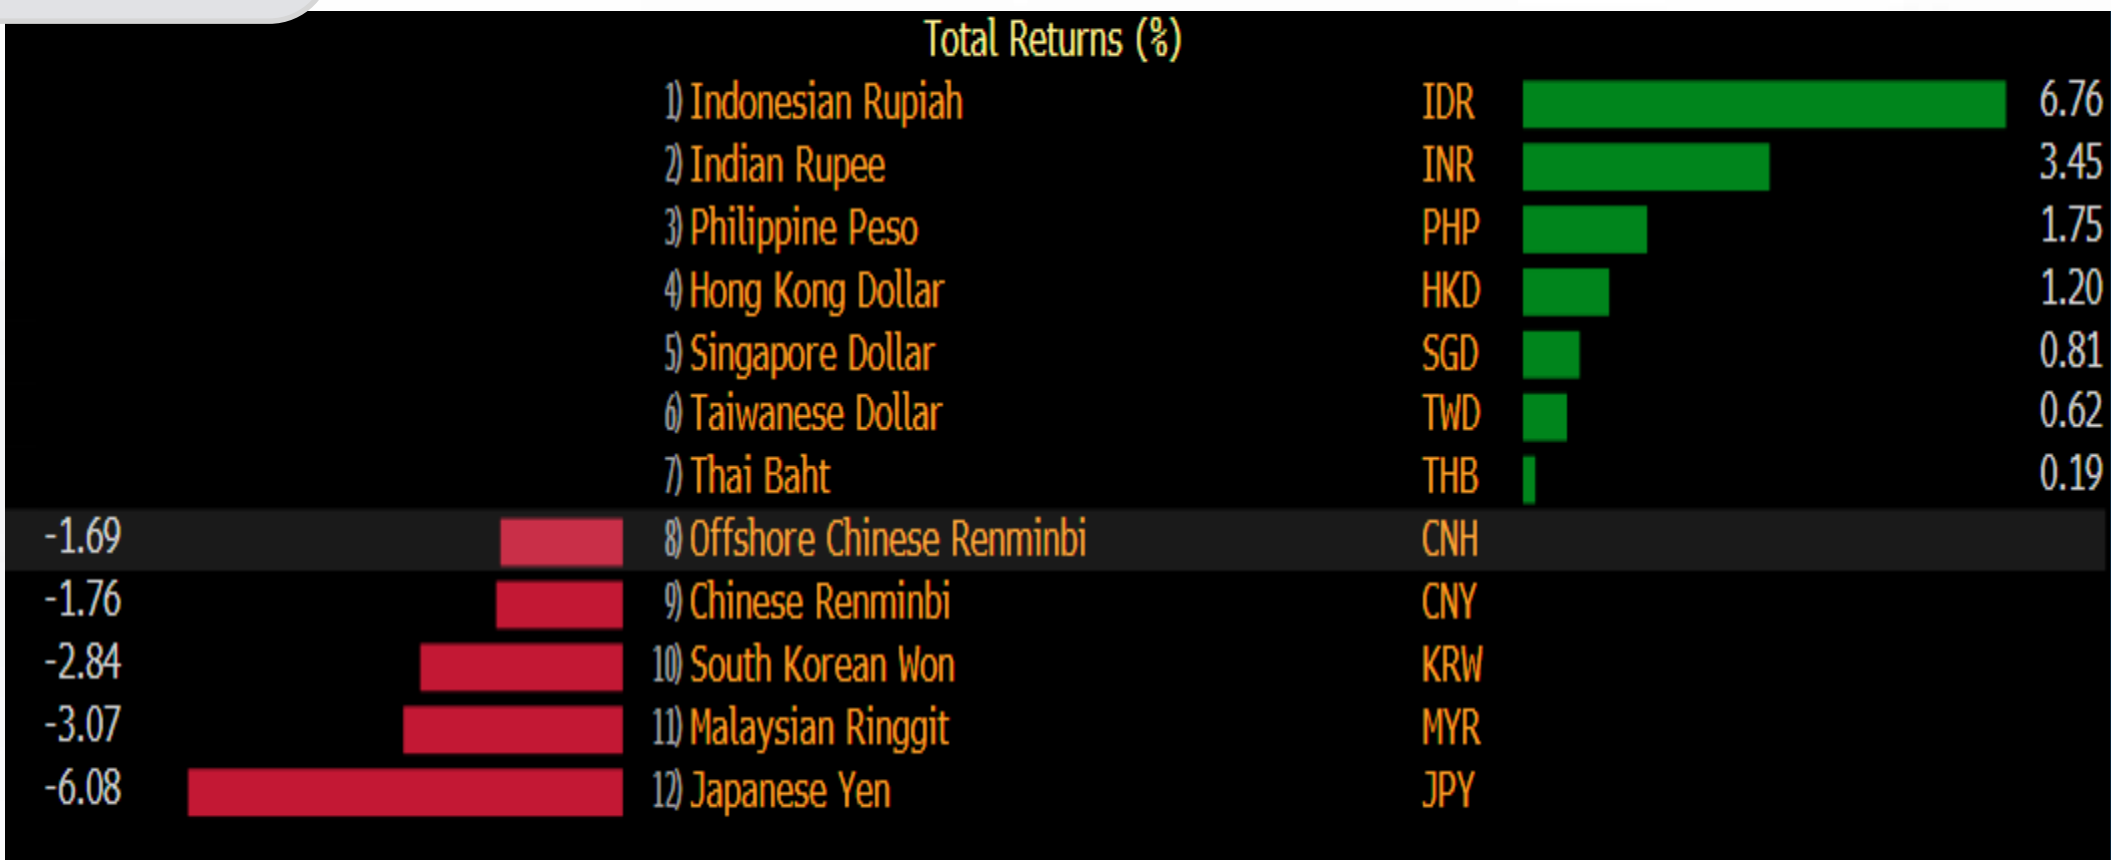 Total Returns (%)
1) Indonesian Rupiah IDR 6.76
2) Indian Rupee INR 3.45
3) Philippine Peso PHP 1.75
4) Hong Kong Dollar HKD 1.20
5) Singapore Dollar SGD 0.81
6) Taiwanese Dollar TWD 0.62
7) Thai Baht THB 0.19
-1.69 8) Offshore Chinese Renminbi CNH
-1.76 9) Chinese Renminbi CNY
-2.84 10) South Korean Won KRW
-3.07 11) Malaysian Ringgit MYR
-6.08 12) Japanese Yen JPY